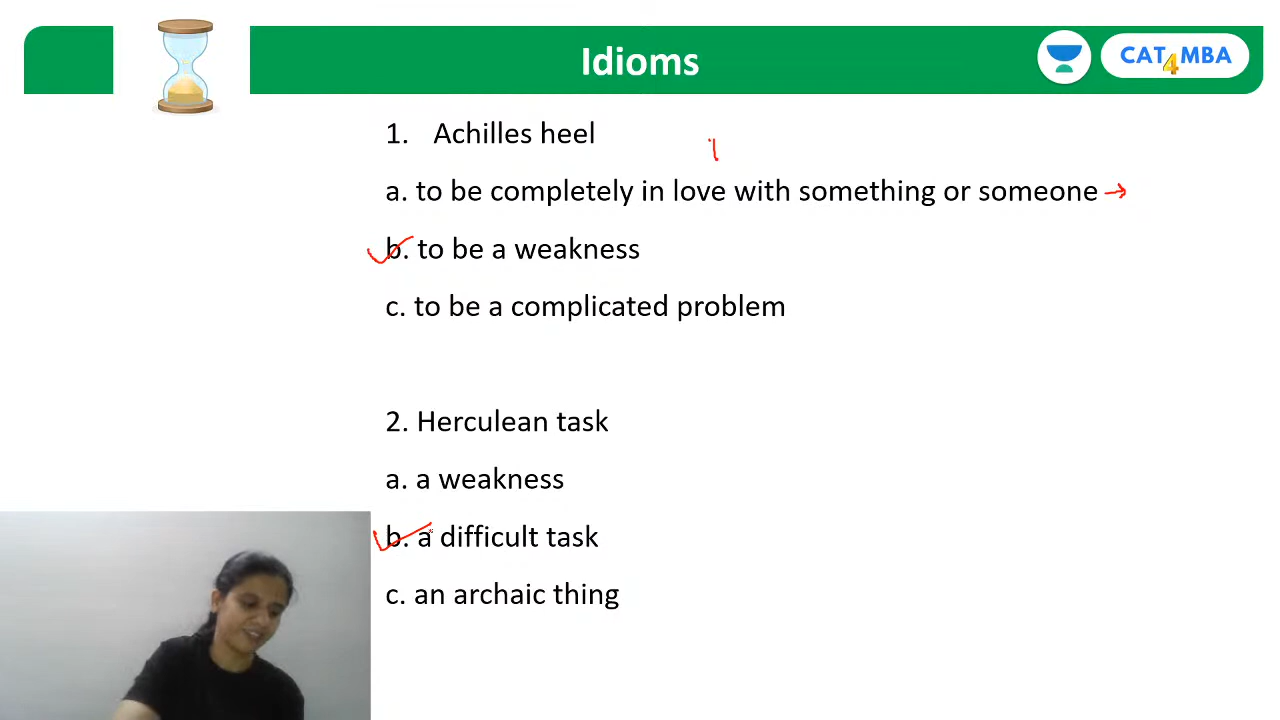 Idioms
CAT4MBA
1. Achilles heel
a. to be completely in love with something or someone →
b. to be a weakness
c. to be a complicated problem
2. Herculean task
a. a weakness
b. a difficult task
c. an archaic thing